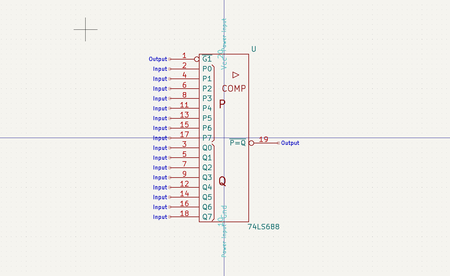 Power input
20
Vcc
U
Output 1 G1
Input 2 P0
Input 4 P1
Input 6 P2
Input 8 P3
Input 11 P4
Input 13 P5
Input 15 P6
Input 17 P7
Input 3 Q0
Input 5 Q1
Input 7 Q2
Input 9 Q3
Input 12 Q4
Input 14 Q5
Input 16 Q6
Input 18 Q7
COMP
P
P=Q 19 Output
Q
Gnd
10
Power input
74LS688